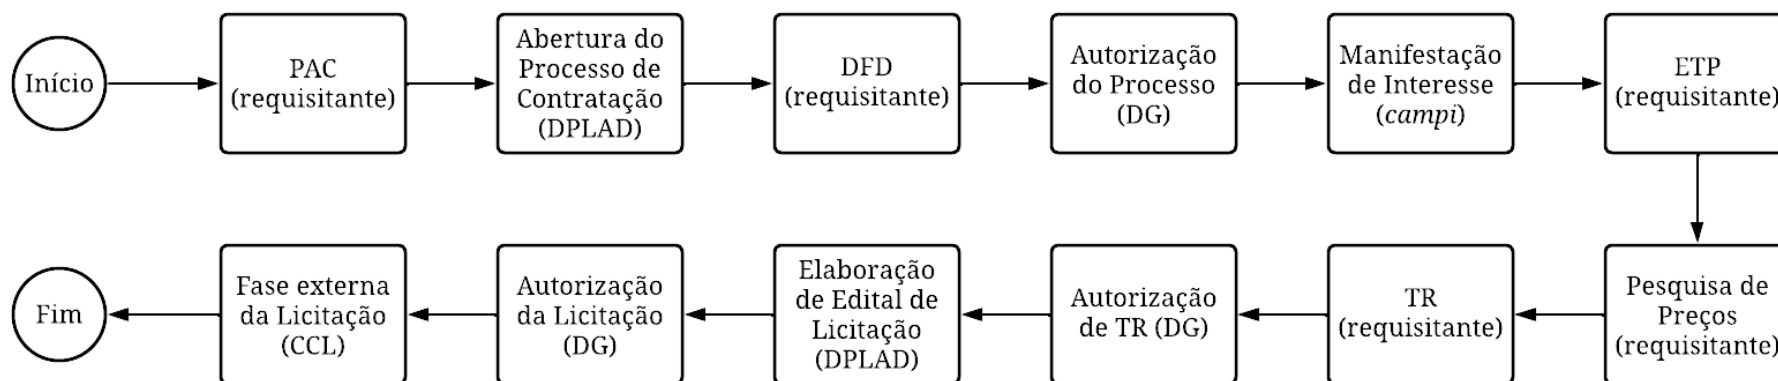 Início
PAC
(requisitante)
Abertura do
Processo de
Contratação
(DPLAD)
DFD
(requisitante)
Autorização
do Processo
(DG)
Manifestação
de Interesse
(campi)
ETP
(requisitante)
Pesquisa de
Preços
(requisitante)
TR
(requisitante)
Autorização
de TR (DG)
Elaboração
de Edital de
Licitação
(DPLAD)
Autorização
da Licitação
(DG)
Fase externa
da Licitação
(CCL)
Fim